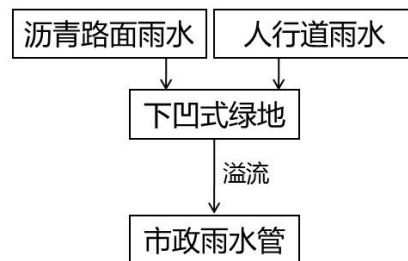 沥青路面雨水
人行道雨水
下凹式绿地
溢流
市政雨水管